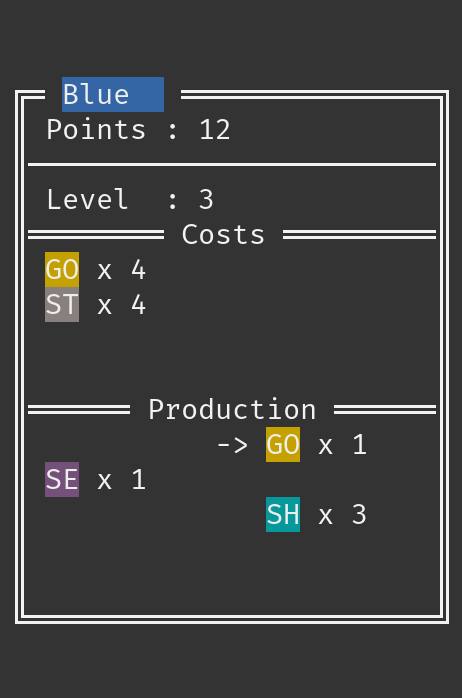 Blue
Points : 12
Level  : 3
Costs
GO x 4
ST x 4
Production
-> GO x 1
SE x 1
SH x 3